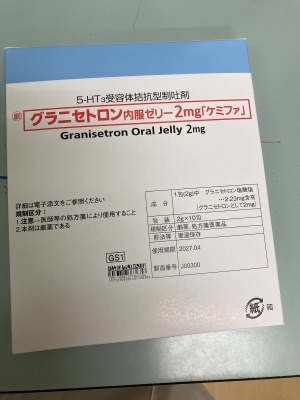 5-HT₃受容体拮抗型制吐剤
劇 グラニセトロン内服ゼリー2mg「ケミファ」
Granisetron Oral Jelly 2mg
詳細は電子添文をご参照ください
規制区分：
1.注意―医師等の処方箋により使用すること
2.本剤は劇薬である
成分 1包(2g)中 グラニセトロン塩酸塩
…2.23mg含有
(グラニセトロンとして2mg)
包装 2g×10包
規制区分 劇薬、処方箋医薬品
貯法等 室温保存
使用期限 2027.04
製造番号 J00300
GS1
紙 箱